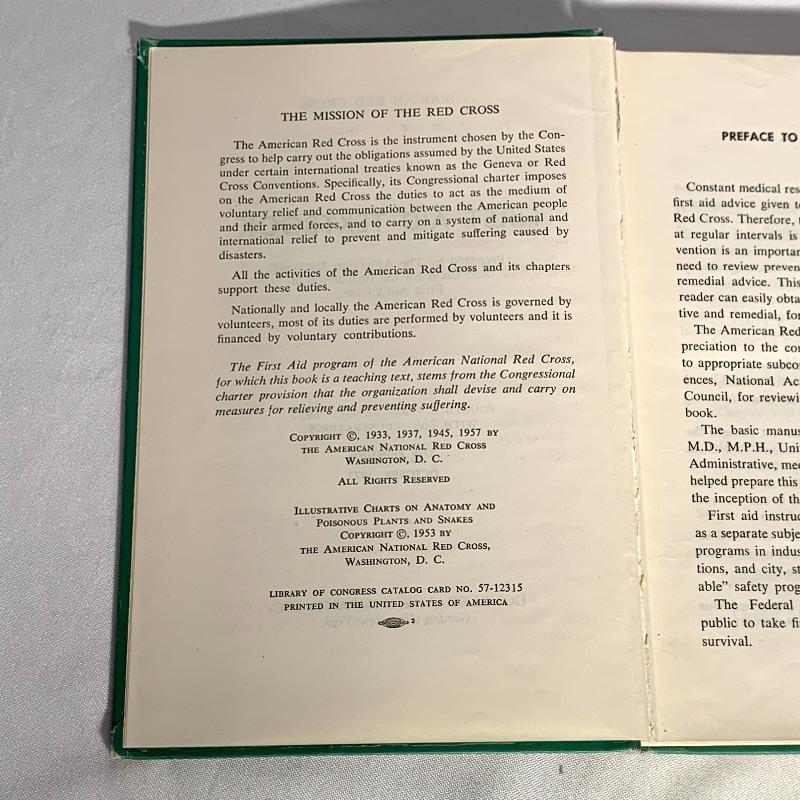 THE MISSION OF THE RED CROSS
The American Red Cross is the instrument chosen by the Con-
gress to help carry out the obligations assumed by the United States
under certain international treaties known as the Geneva or Red
Cross Conventions. Specifically, its Congressional charter imposes
on the American Red Cross the duties to act as the medium of
voluntary relief and communication between the American people
and their armed forces, and to carry on a system of national and
international relief to prevent and mitigate suffering caused by
disasters.
All the activities of the American Red Cross and its chapters
support these duties.
Nationally and locally the American Red Cross is governed by
volunteers, most of its duties are performed by volunteers and it is
financed by voluntary contributions.
The First Aid program of the American National Red Cross,
for which this book is a teaching text, stems from the Congressional
charter provision that the organization shall devise and carry on
measures for relieving and preventing suffering.
COPYRIGHT ©, 1933, 1937, 1945, 1957 BY
THE AMERICAN NATIONAL RED CROSS
WASHINGTON, D. C.
ALL RIGHTS RESERVED
ILLUSTRATIVE CHARTS ON ANATOMY AND
POISONOUS PLANTS AND SNAKES
COPYRIGHT ©, 1953 BY
THE AMERICAN NATIONAL RED CROSS,
WASHINGTON, D. C.
LIBRARY OF CONGRESS CATALOG CARD NO. 57-12315
PRINTED IN THE UNITED STATES OF AMERICA
2
PREFACE TO
Constant medical res
first aid advice given t
Red Cross. Therefore,
at regular intervals is
vention is an importan
need to review preven
remedial advice. This
reader can easily obta
tive and remedial, fo
The American Red
preciation to the co
to appropriate subco
ences, National Ac
Council, for reviewi
book.
The basic manus
M.D., M.P.H., Uni
Administrative, med
helped prepare this
the inception of th
First aid instruc
as a separate subje
programs in indus
tions, and city, st
able" safety prog
The Federal
public to take fi
survival.